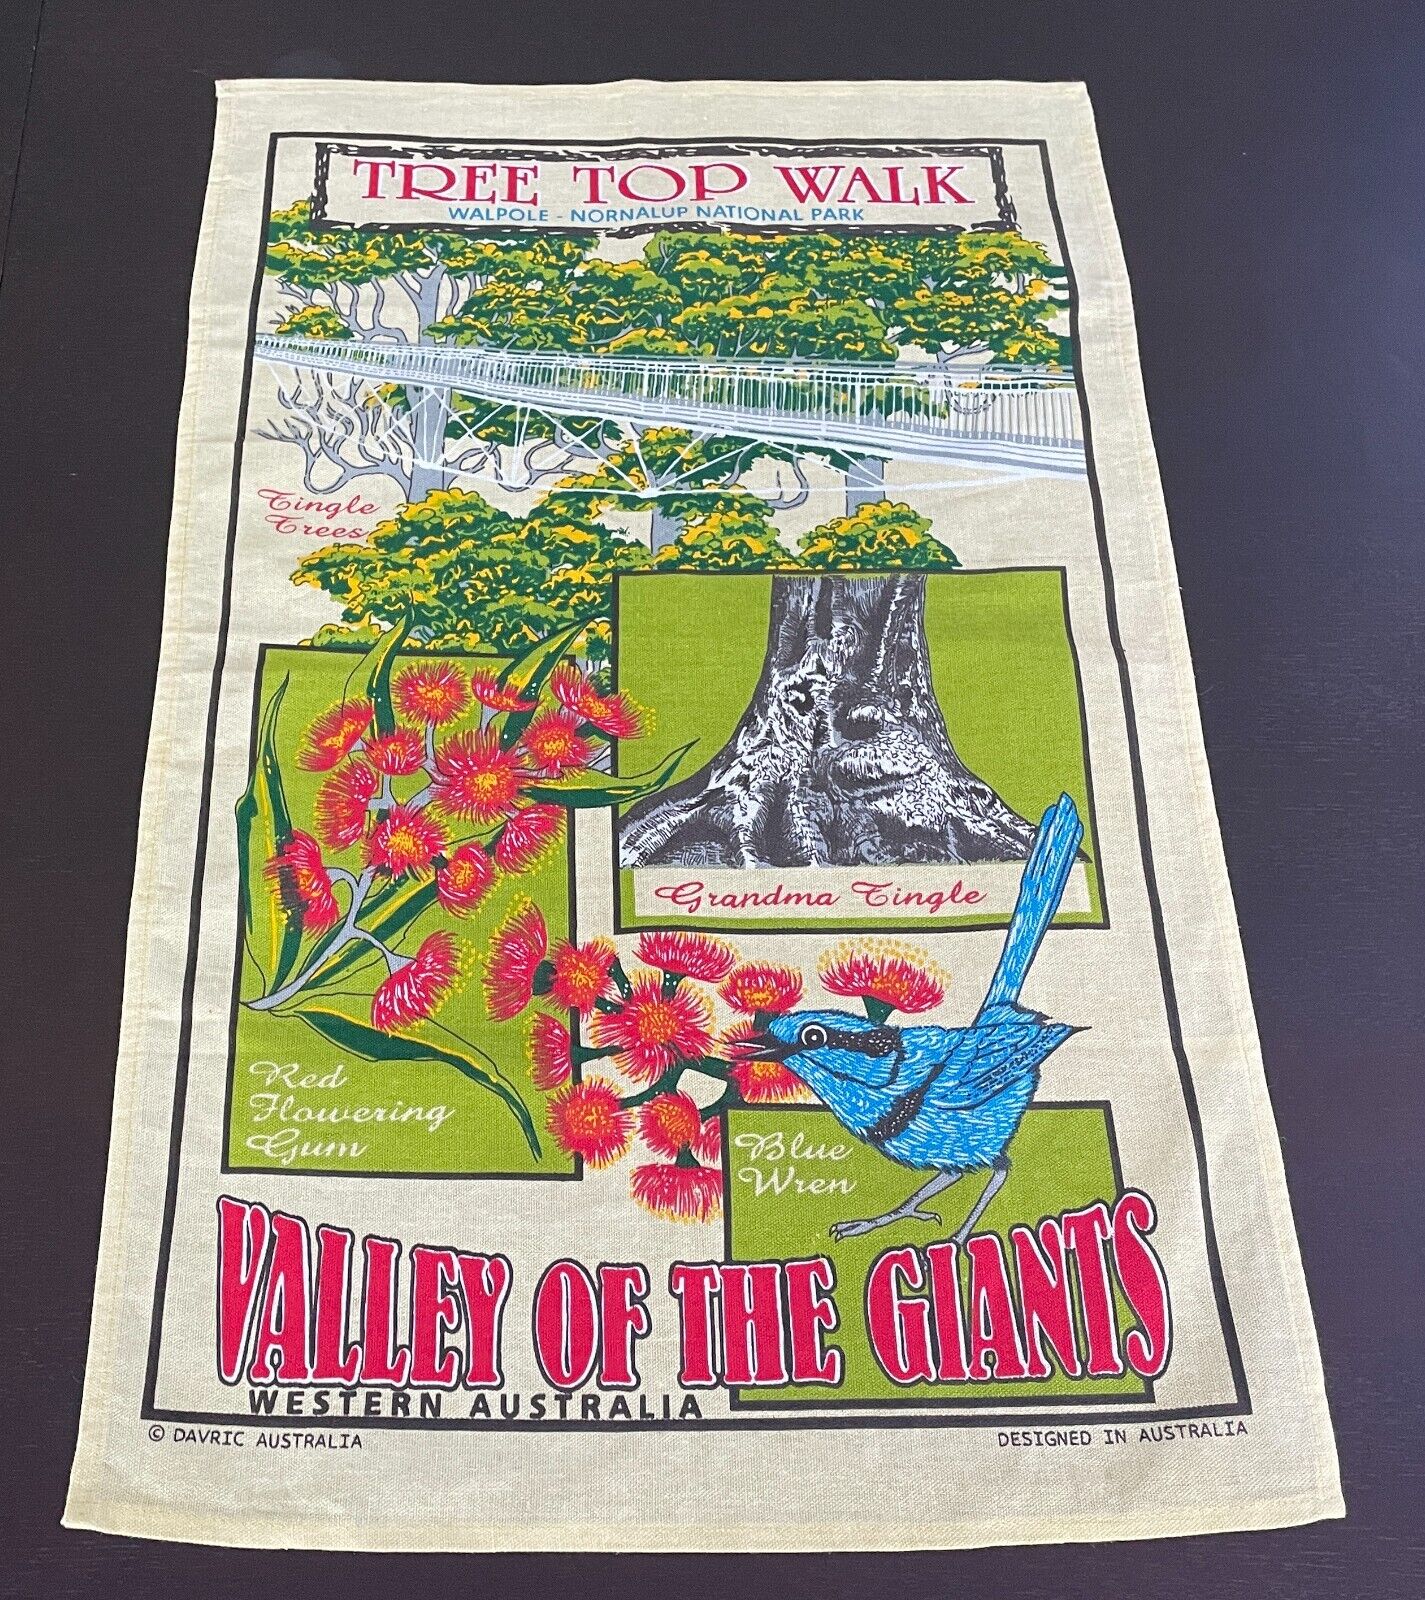 TREE TOP WALK
WALPOLE - NORNALUP NATIONAL PARK
Tingle
Trees
Grandma Tingle
Red
Flowering
Gum
Blue
Wren
VALLEY OF THE GIANTS
WESTERN AUSTRALIA
© DAVRIC AUSTRALIA
DESIGNED IN AUSTRALIA